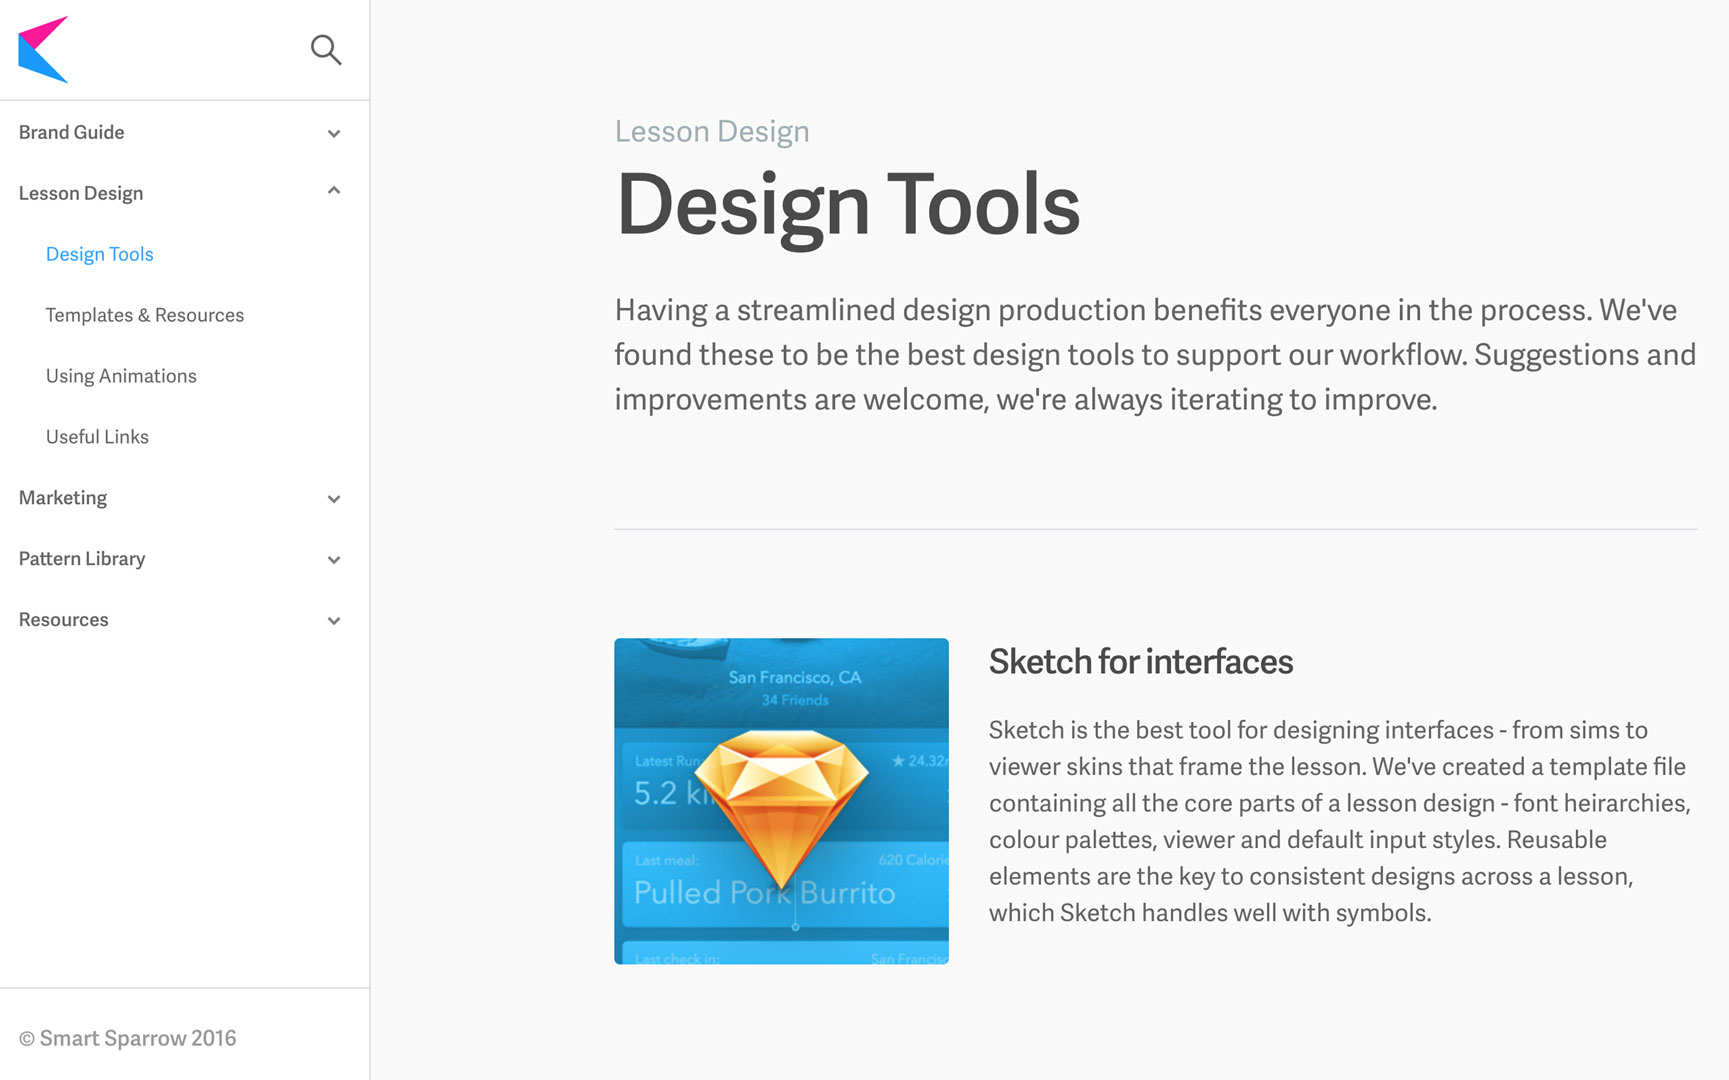 Brand Guide
Lesson Design
Design Tools
Templates & Resources
Using Animations
Useful Links
Marketing
Pattern Library
Resources
© Smart Sparrow 2016
Lesson Design
Design Tools
Having a streamlined design production benefits everyone in the process. We've
found these to be the best design tools to support our workflow. Suggestions and
improvements are welcome, we're always iterating to improve.
San Francisco, CA
34 Friends
Latest Run:
★ 24.32
5.2
Last meal:
620 Calorie
Pulled Pork Burrito
Last check in:
San Francisc
Sketch for interfaces
Sketch is the best tool for designing interfaces - from sims to
viewer skins that frame the lesson. We've created a template file
containing all the core parts of a lesson design - font heirarchies,
colour palettes, viewer and default input styles. Reusable
elements are the key to consistent designs across a lesson,
which Sketch handles well with symbols.